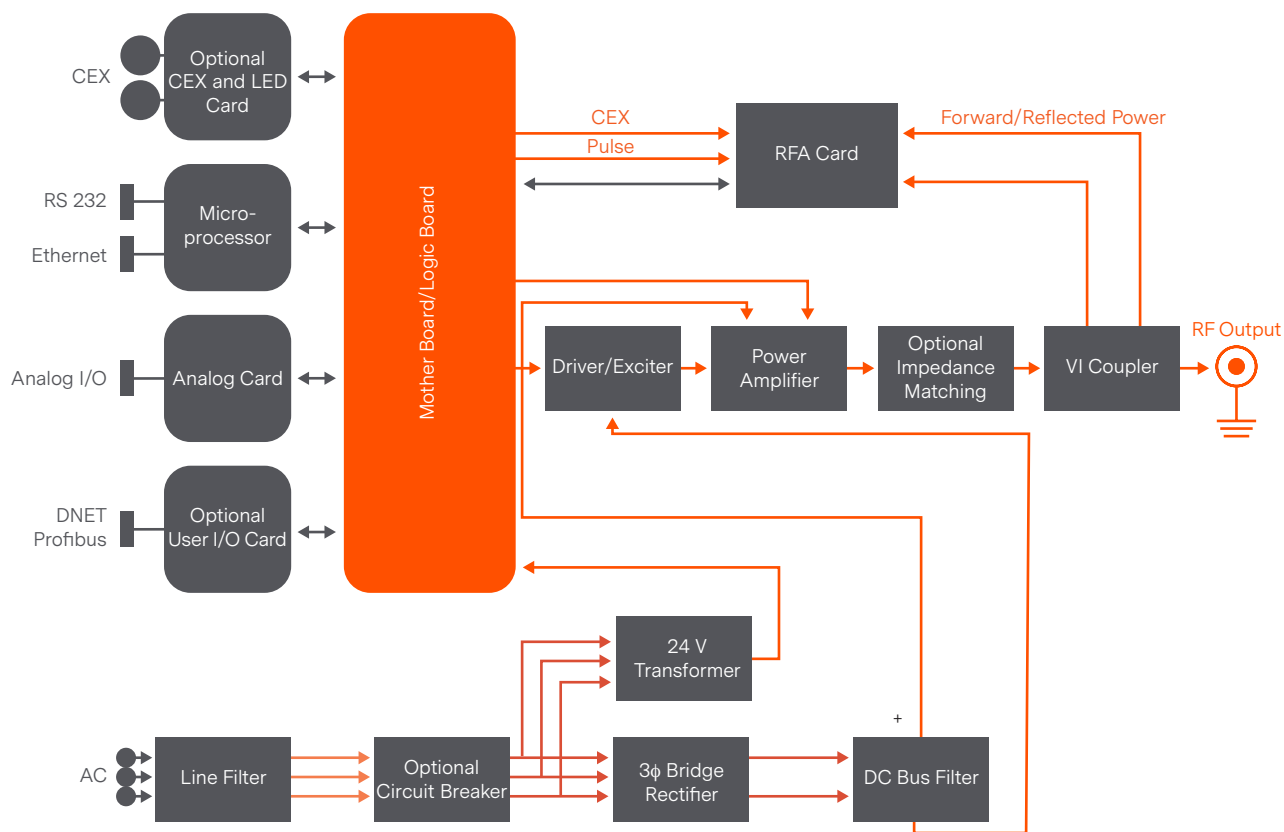 CEX
Optional
CEX and LED
Card
RS 232
Ethernet
Micro-
processor
Analog I/O
Analog Card
DNET
Profibus
Optional
User I/O Card
Mother Board/Logic Board
CEX
Pulse
RFA Card
Forward/Reflected Power
Driver/Exciter
Power
Amplifier
Optional
Impedance
Matching
VI Coupler
RF Output
24 V
Transformer
AC
Line Filter
Optional
Circuit Breaker
3ϕ Bridge
Rectifier
+
DC Bus Filter